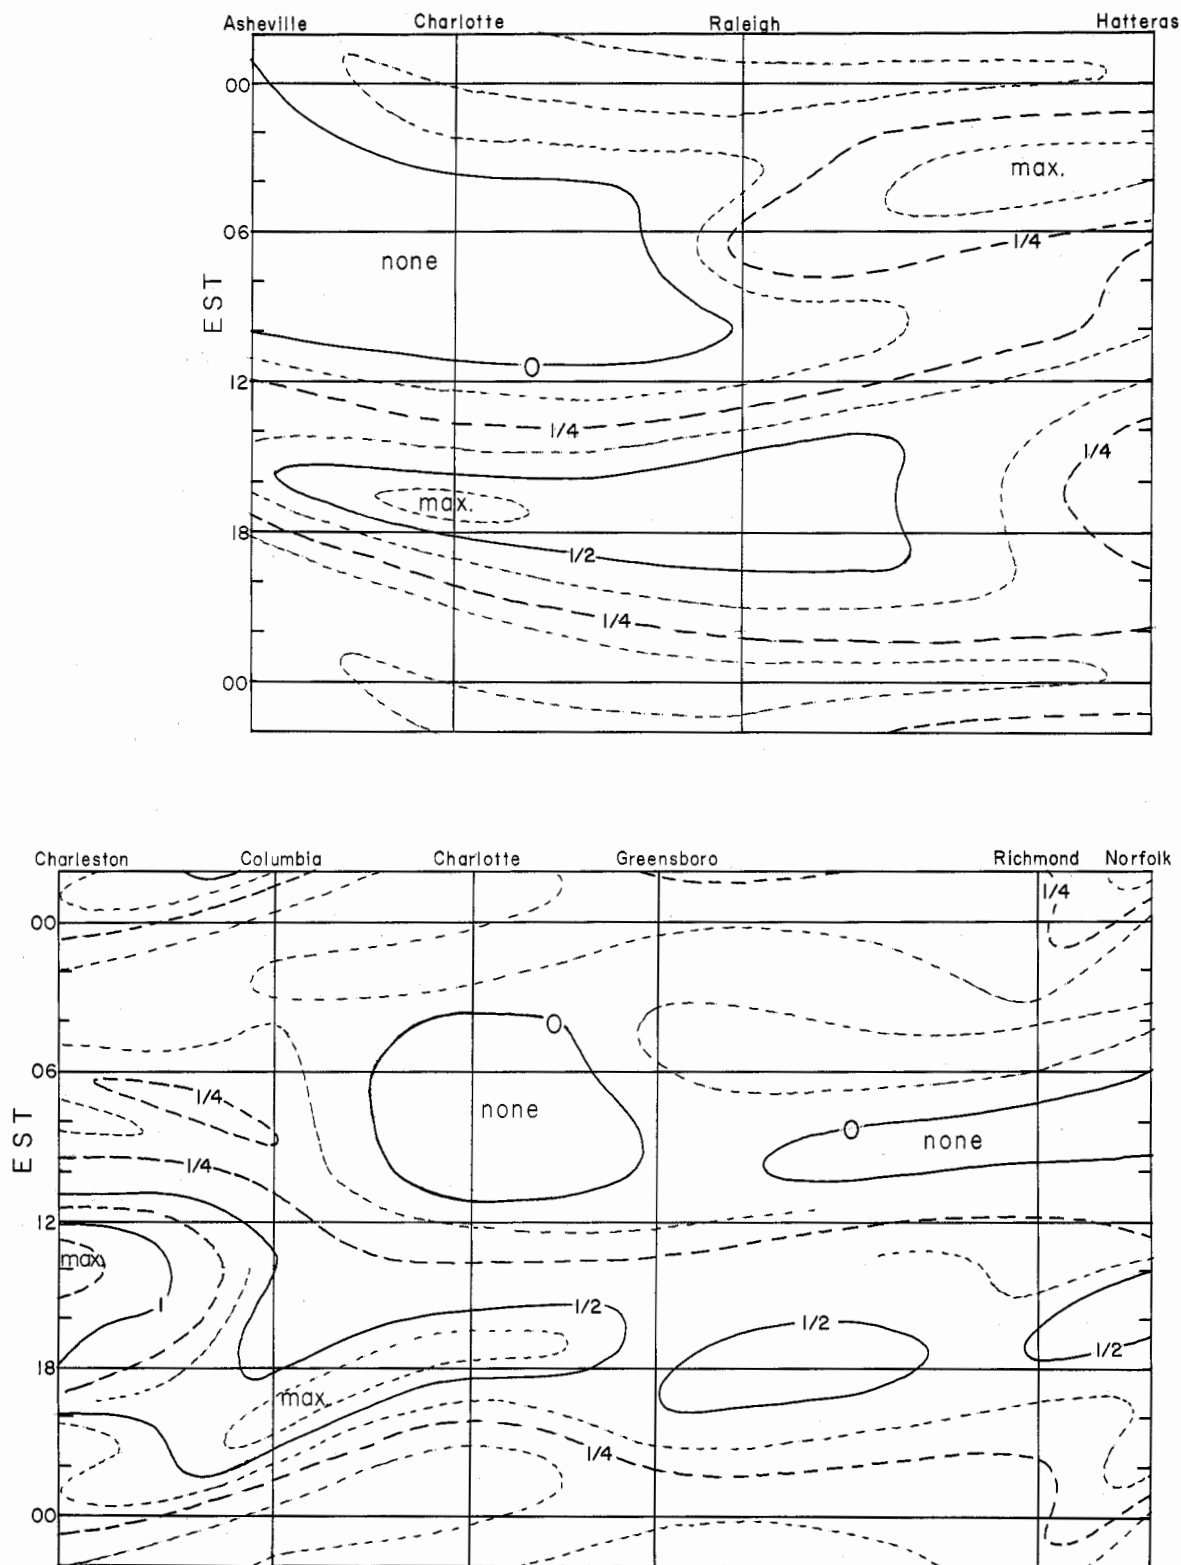 Asheville Charlotte Raleigh Hatteras
00
max.
06
1/4
none
EST
0
12
1/4
1/4
max.
18
1/2
1/4
00
Charleston Columbia Charlotte Greensboro Richmond Norfolk
1/4
00
0
06
1/4
none
EST
0
none
1/4
12
max.
1
1/2
1/2
1/2
18
max.
1/4
00